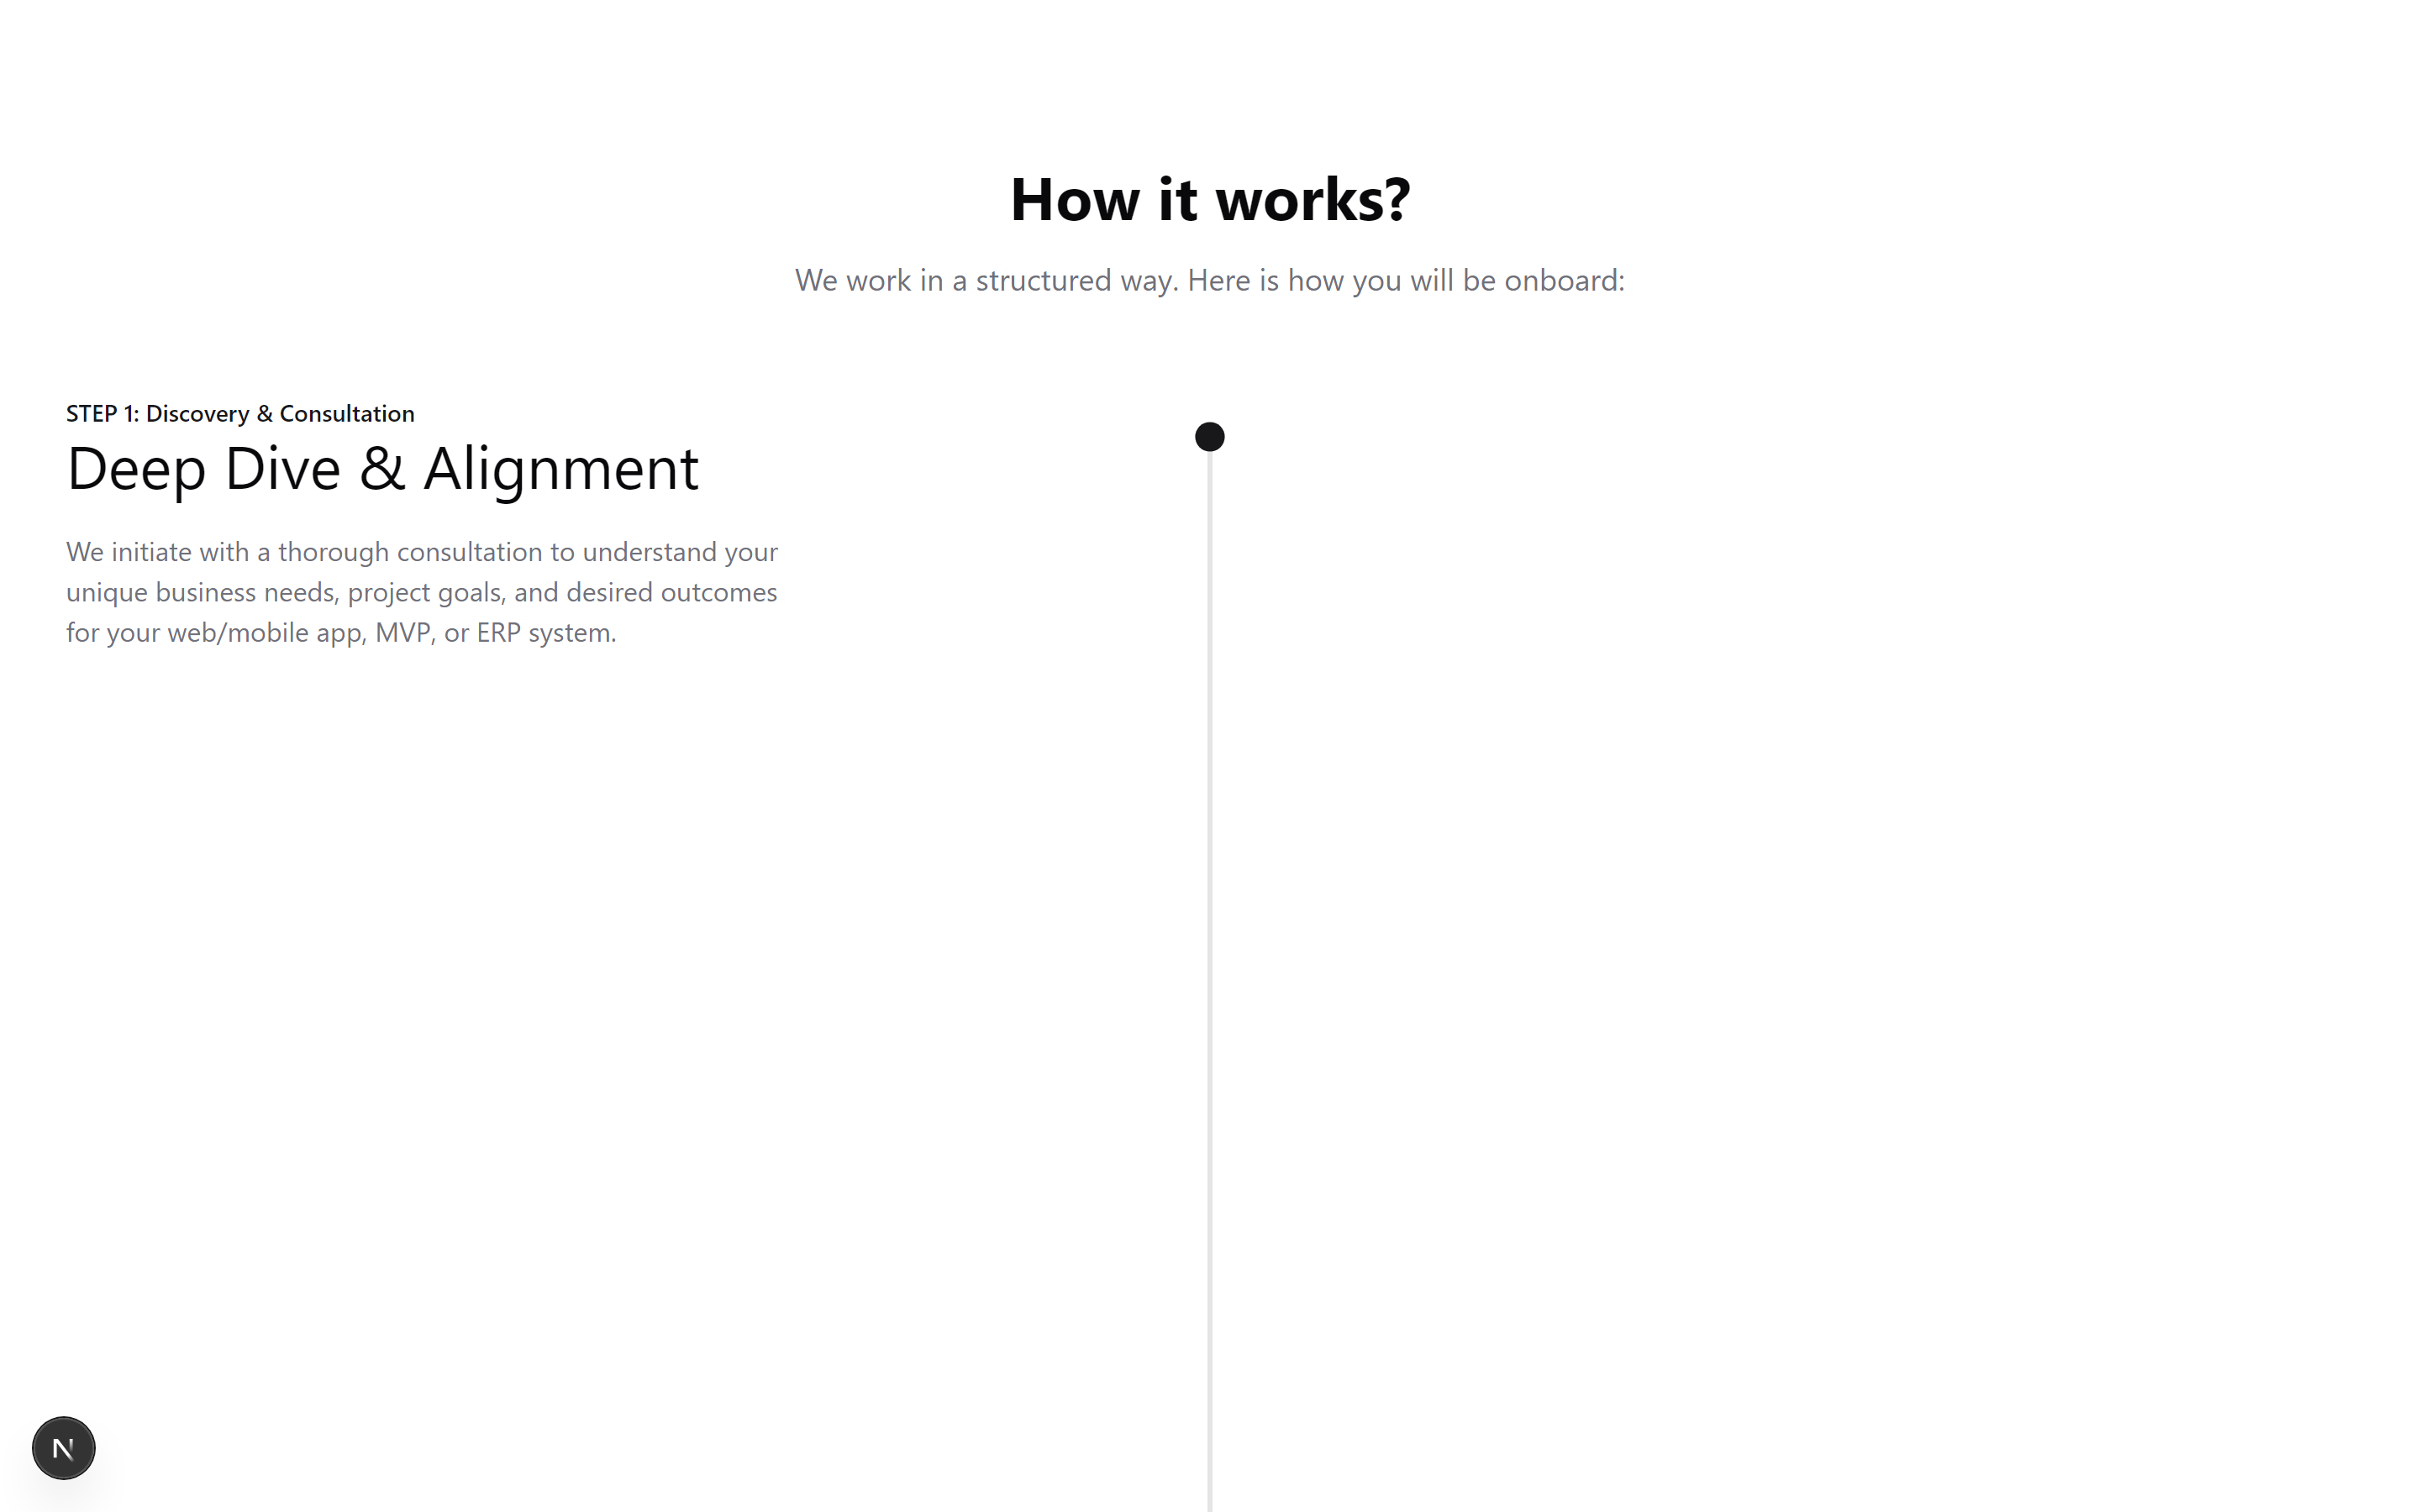 How it works?
We work in a structured way. Here is how you will be onboard:
STEP 1: Discovery & Consultation
Deep Dive & Alignment
We initiate with a thorough consultation to understand your
unique business needs, project goals, and desired outcomes
for your web/mobile app, MVP, or ERP system.
N